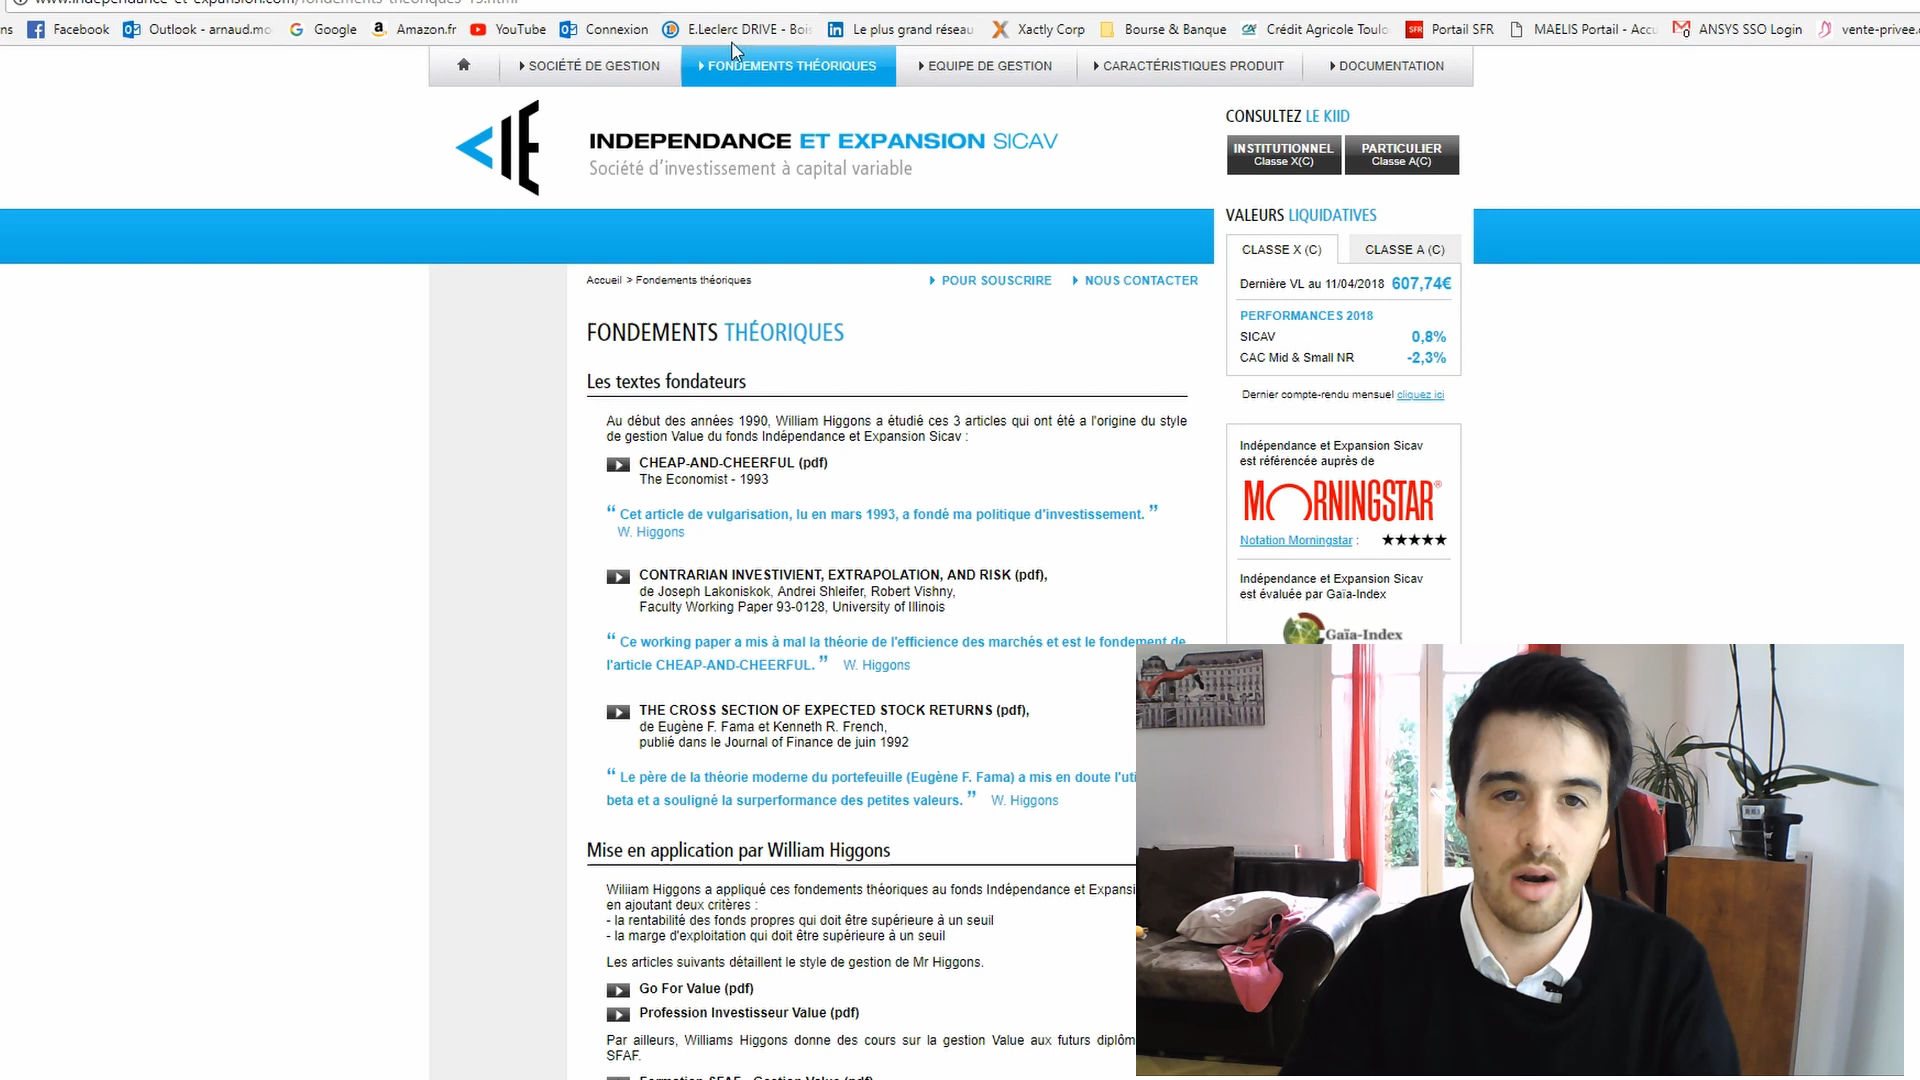 www.independance-et-expansion.com/fondements-theoriques-15.html
Facebook
Outlook - arnaud.mo
Google
Amazon.fr
YouTube
Connexion
E.Leclerc DRIVE - Bois
Le plus grand réseau
Xactly Corp
Bourse & Banque
Crédit Agricole Toulo
Portail SFR
MAELIS Portail - Accu
ANSYS SSO Login
vente-privee.c
SOCIÉTÉ DE GESTION
FONDEMENTS THÉORIQUES
EQUIPE DE GESTION
CARACTÉRISTIQUES PRODUIT
DOCUMENTATION
INDEPENDANCE ET EXPANSION SICAV
Société d'investissement à capital variable
CONSULTEZ LE KIID
INSTITUTIONNEL
Classe X(C)
PARTICULIER
Classe A(C)
VALEURS LIQUIDATIVES
CLASSE X (C)
CLASSE A (C)
Dernière VL au 11/04/2018 607,74€
PERFORMANCES 2018
SICAV 0,8%
CAC Mid & Small NR -2,3%
Dernier compte-rendu mensuel cliquez ici
Indépendance et Expansion Sicav
est référencée auprès de
MORNINGSTAR®
Notation Morningstar : ★★★★★
Indépendance et Expansion Sicav
est évaluée par Gaïa-Index
Gaïa-Index
Accueil > Fondements théoriques
POUR SOUSCRIRE
NOUS CONTACTER
FONDEMENTS THÉORIQUES
Les textes fondateurs
Au début des années 1990, William Higgons a étudié ces 3 articles qui ont été a l'origine du style
de gestion Value du fonds Indépendance et Expansion Sicav :
CHEAP-AND-CHEERFUL (pdf)
The Economist - 1993
“ Cet article de vulgarisation, lu en mars 1993, a fondé ma politique d'investissement. ”
W. Higgons
CONTRARIAN INVESTIVIENT, EXTRAPOLATION, AND RISK (pdf),
de Joseph Lakoniskok, Andrei Shleifer, Robert Vishny,
Faculty Working Paper 93-0128, University of Illinois
“ Ce working paper a mis à mal la théorie de l'efficience des marchés et est le fondement de
l'article CHEAP-AND-CHEERFUL. ” W. Higgons
THE CROSS SECTION OF EXPECTED STOCK RETURNS (pdf),
de Eugène F. Fama et Kenneth R. French,
publié dans le Journal of Finance de juin 1992
“ Le père de la théorie moderne du portefeuille (Eugène F. Fama) a mis en doute l'uti
beta et a souligné la surperformance des petites valeurs. ” W. Higgons
Mise en application par William Higgons
William Higgons a appliqué ces fondements théoriques au fonds Indépendance et Expansi
en ajoutant deux critères :
- la rentabilité des fonds propres qui doit être supérieure à un seuil
- la marge d'exploitation qui doit être supérieure à un seuil
Les articles suivants détaillent le style de gestion de Mr Higgons.
Go For Value (pdf)
Profession Investisseur Value (pdf)
Par ailleurs, Williams Higgons donne des cours sur la gestion Value aux futurs diplôm
SFAF.
Formation SFAF - Gestion Value (pdf)